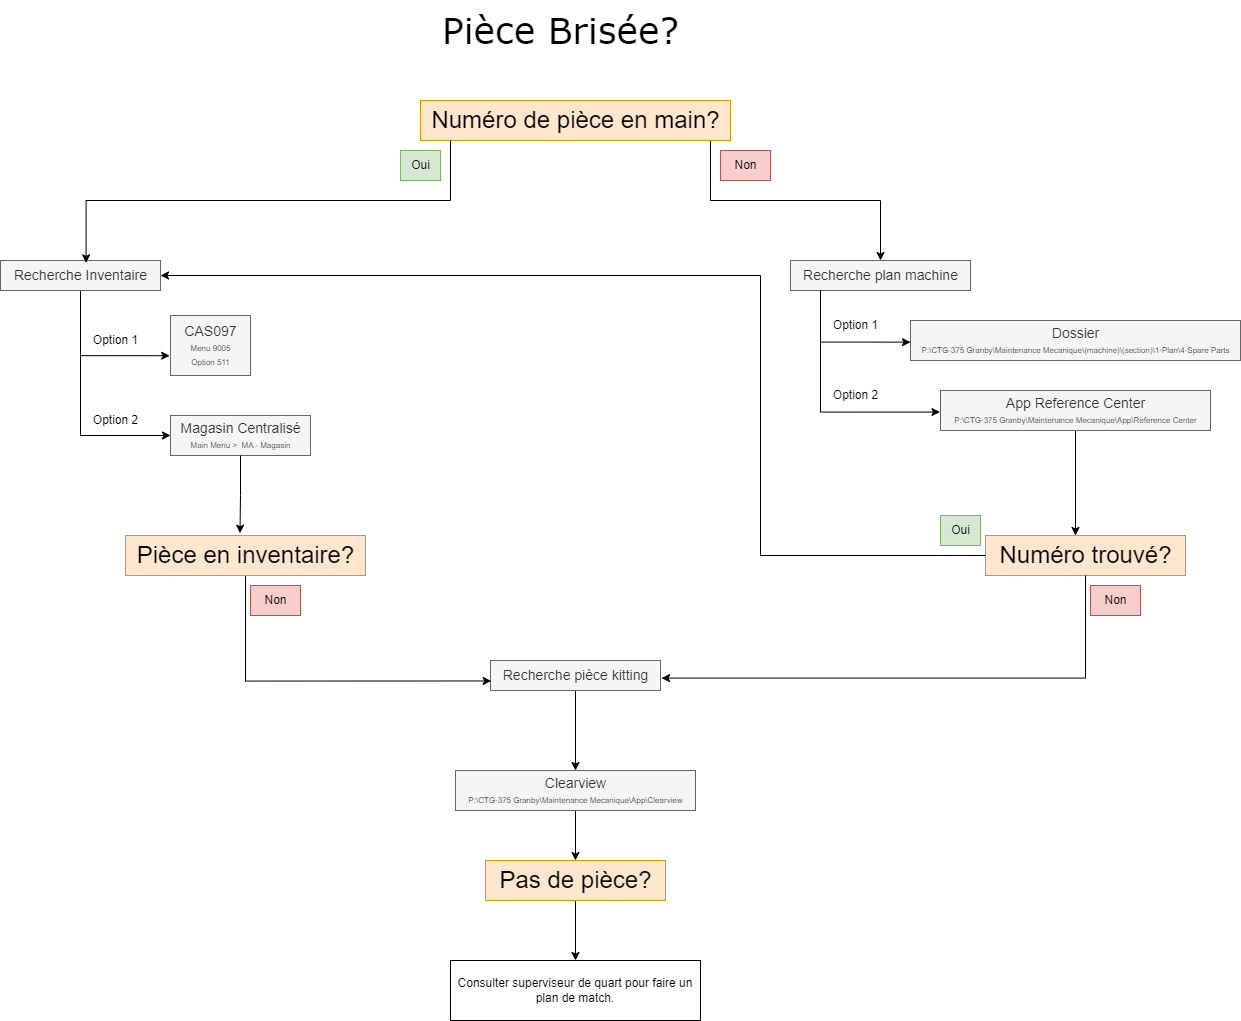 Pièce Brisée?
Numéro de pièce en main?
Oui
Non
Recherche Inventaire
Recherche plan machine
Option 1
CAS097
Menu 9005
Option 511
Option 1
Dossier
P:\CTG-375 Granby\Maintenance Mecanique\(machine)\(section)\1-Plan\4-Spare Parts
Option 2
Magasin Centralisé
Main Menu > MA - Magasin
Option 2
App Reference Center
P:\CTG-375 Granby\Maintenance Mecanique\App\Reference Center
Pièce en inventaire?
Oui
Numéro trouvé?
Non
Non
Recherche pièce kitting
Clearview
P:\CTG-375 Granby\Maintenance Mecanique\App\Clearview
Pas de pièce?
Consulter superviseur de quart pour faire un
plan de match.